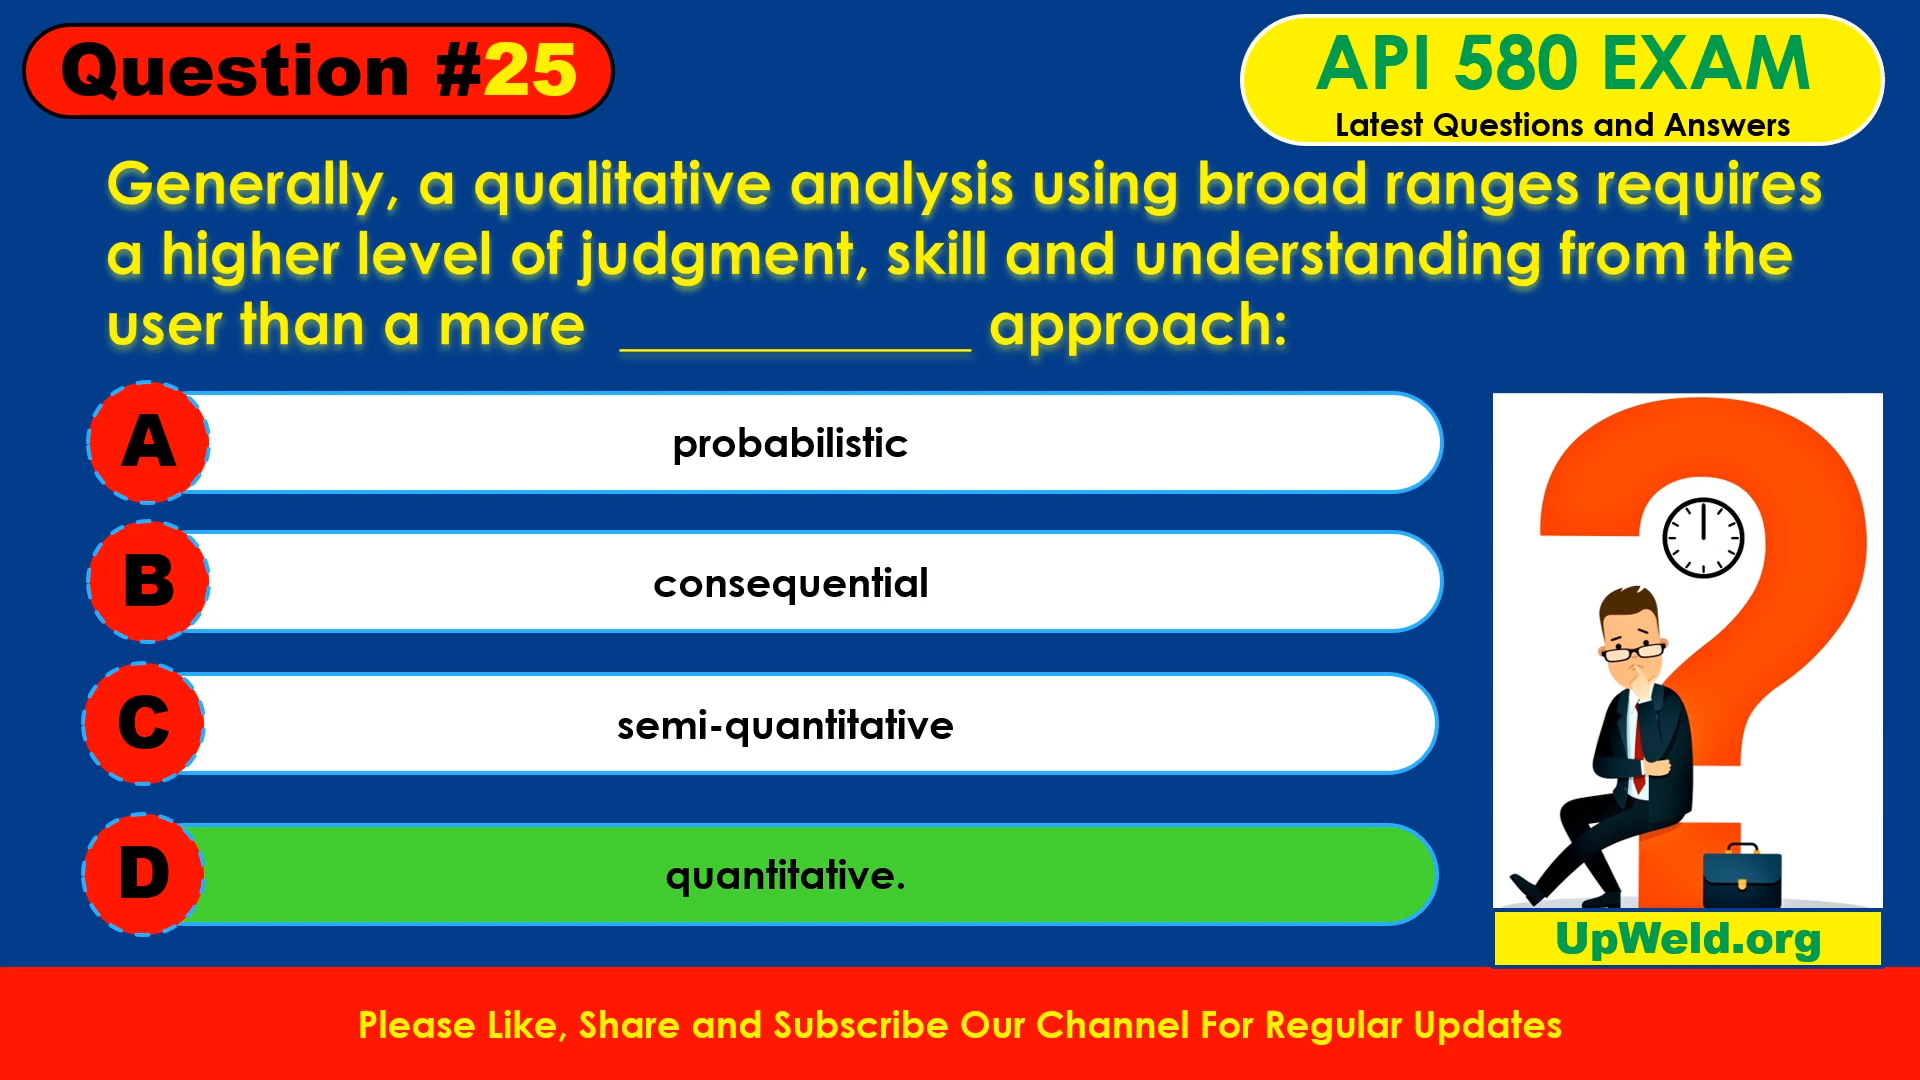 Question #25
API 580 EXAM
Latest Questions and Answers
Generally, a qualitative analysis using broad ranges requires
a higher level of judgment, skill and understanding from the
user than a more ____________ approach:
A
probabilistic
B
consequential
C
semi-quantitative
D
quantitative.
UpWeld.org
Please Like, Share and Subscribe Our Channel For Regular Updates